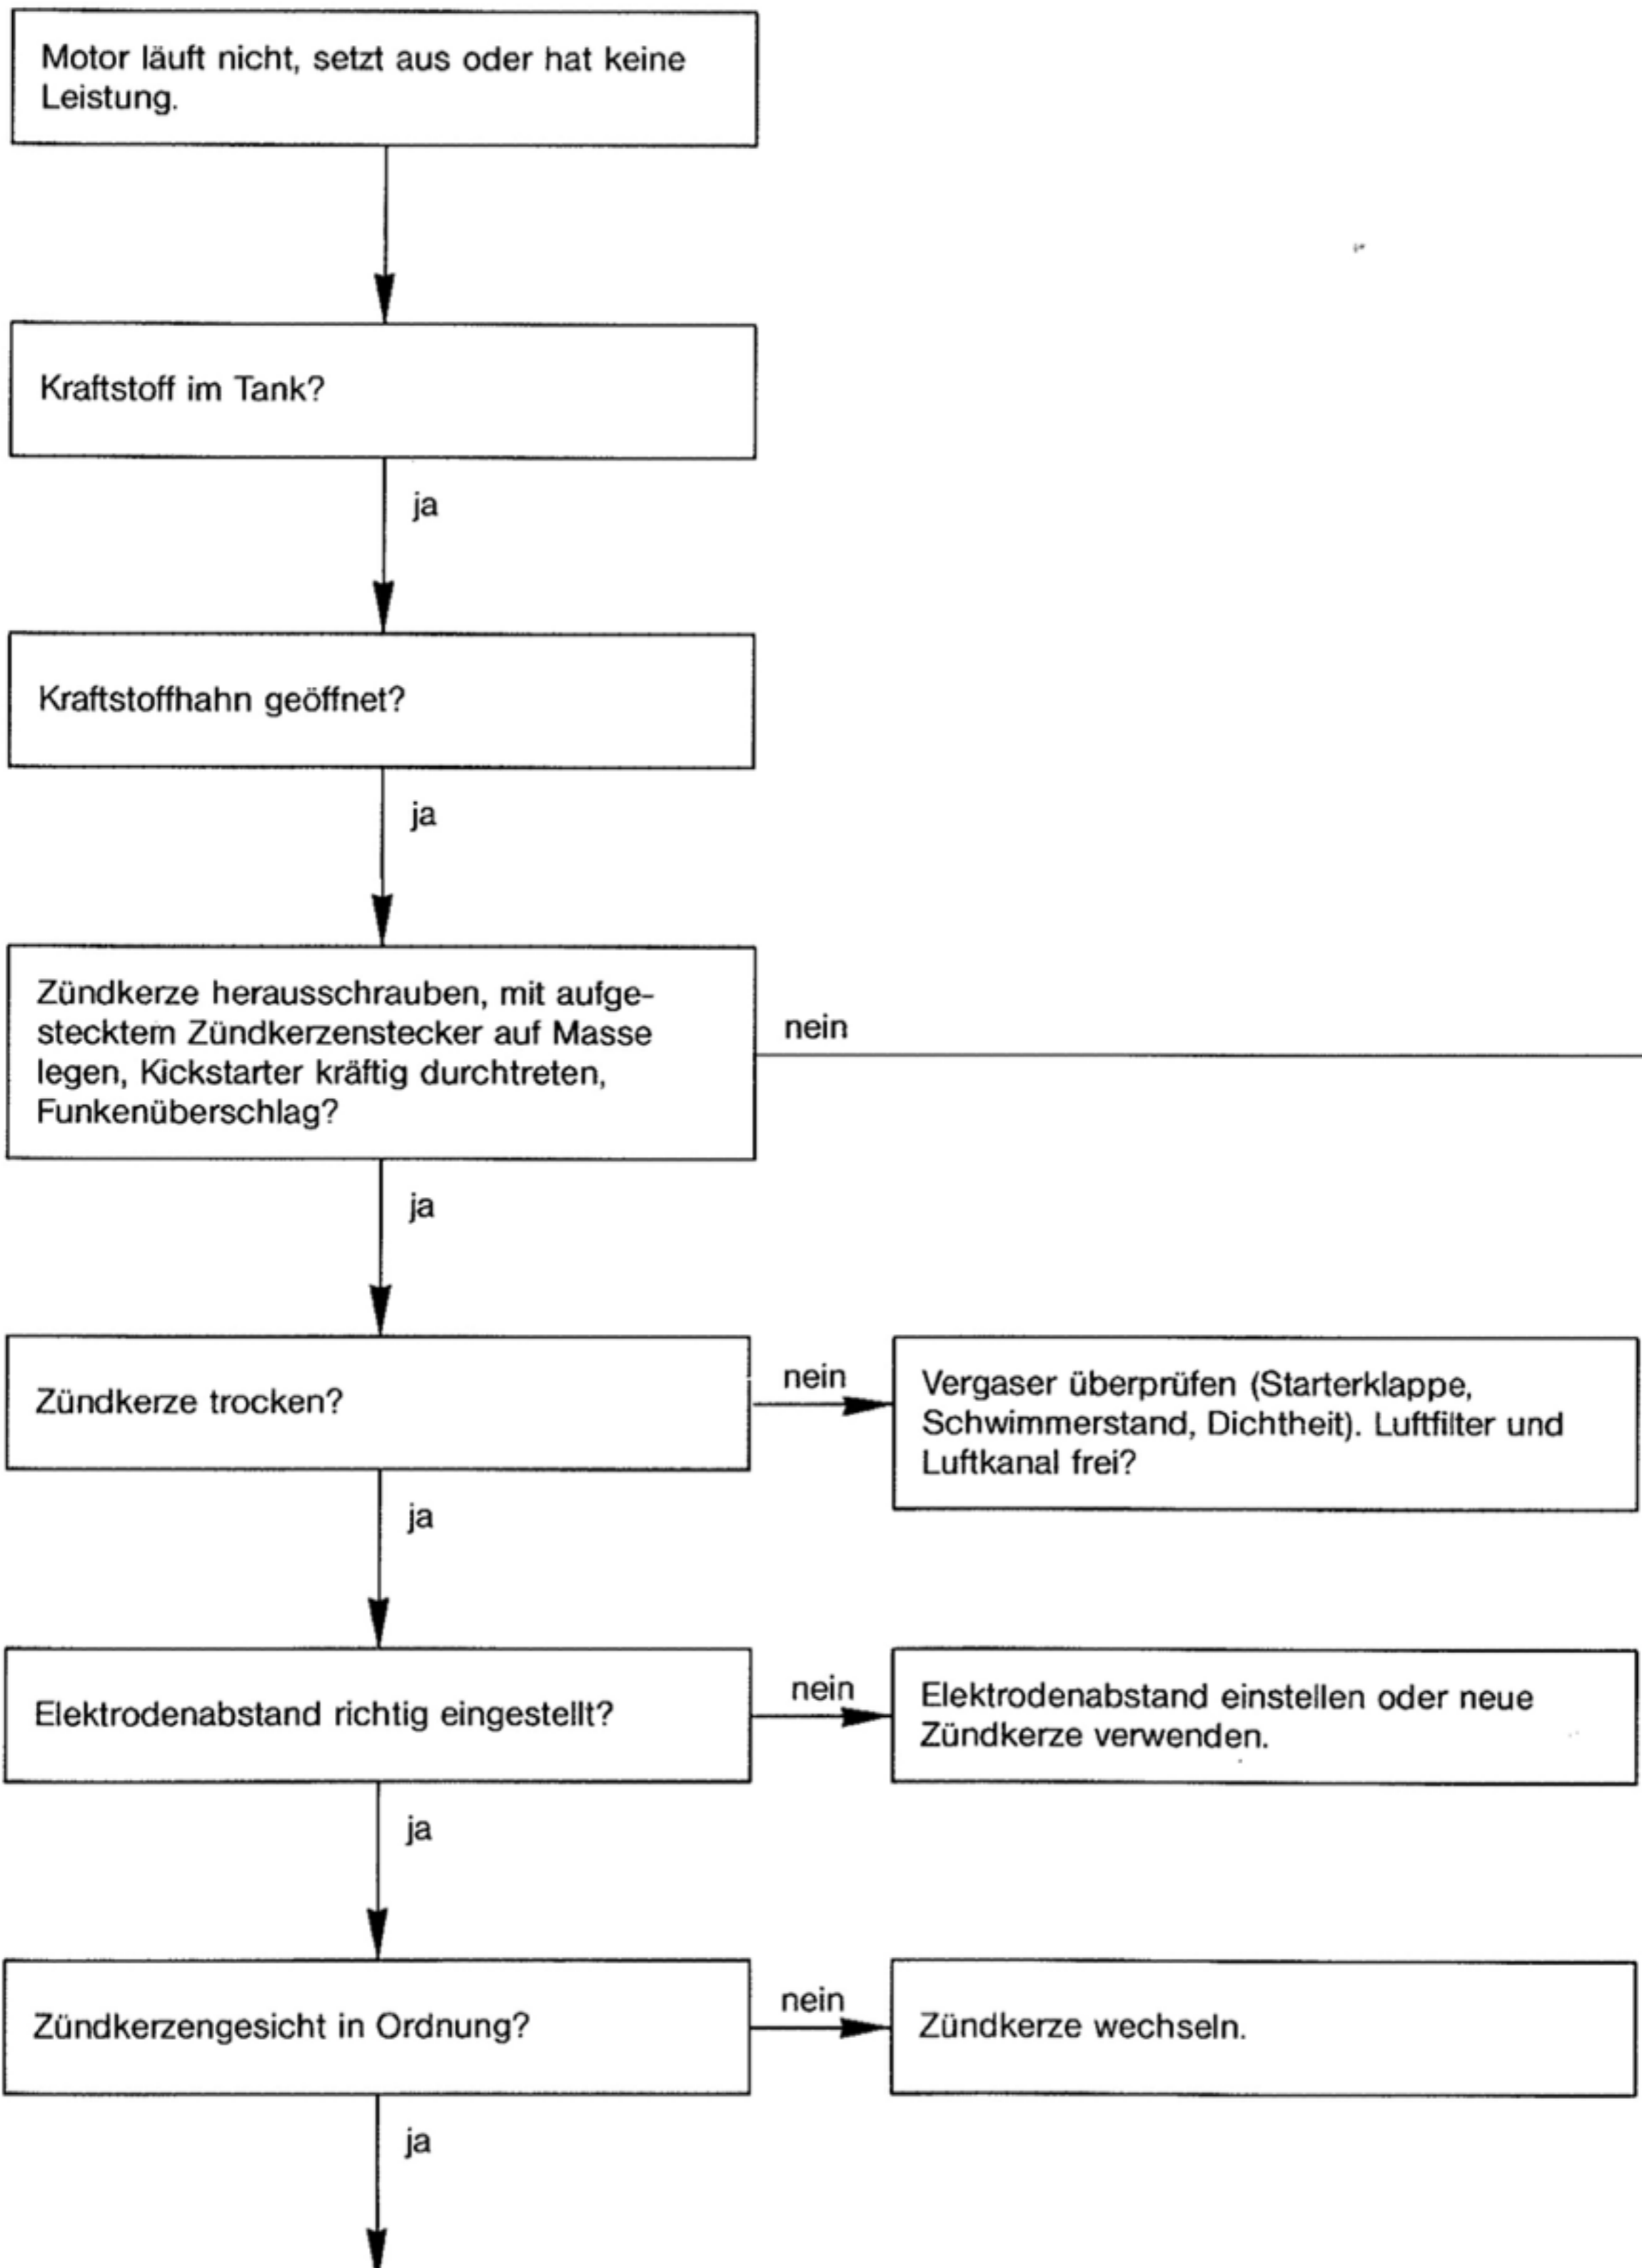 Motor läuft nicht, setzt aus oder hat keine
Leistung.
Kraftstoff im Tank?
ja
Kraftstoffhahn geöffnet?
ja
Zündkerze herausschrauben, mit aufge-
stecktem Zündkerzenstecker auf Masse
legen, Kickstarter kräftig durchtreten,
Funkenüberschlag?
nein
ja
Zündkerze trocken?
nein
Vergaser überprüfen (Starterklappe,
Schwimmerstand, Dichtheit). Luftfilter und
Luftkanal frei?
ja
Elektrodenabstand richtig eingestellt?
nein
Elektrodenabstand einstellen oder neue
Zündkerze verwenden.
ja
Zündkerzengesicht in Ordnung?
nein
Zündkerze wechseln.
ja